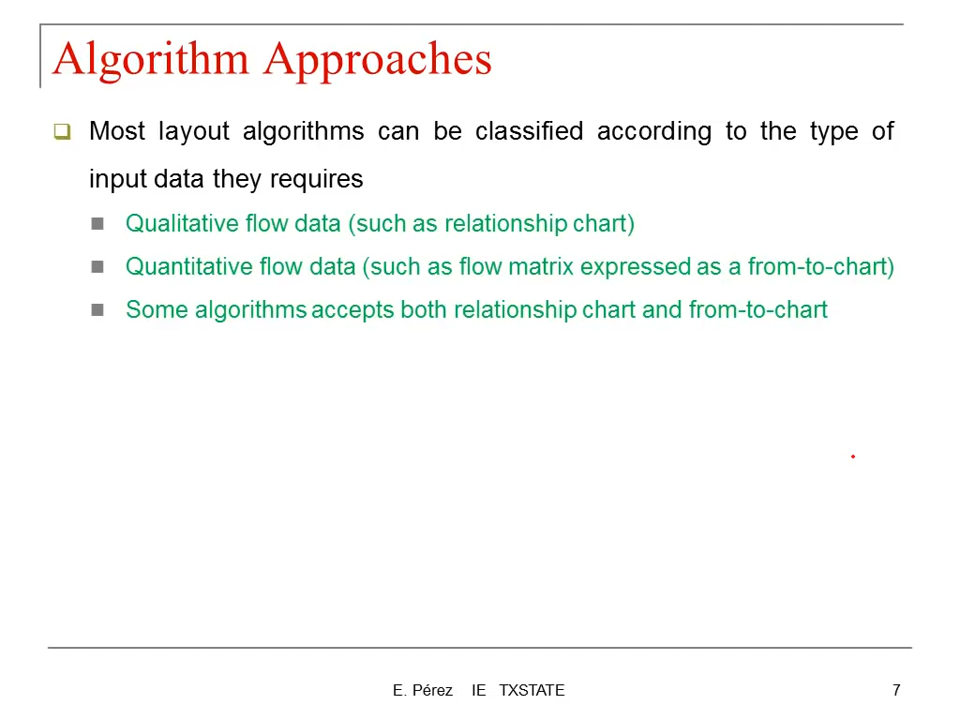 Algorithm Approaches
Most layout algorithms can be classified according to the type of
input data they requires
Qualitative flow data (such as relationship chart)
Quantitative flow data (such as flow matrix expressed as a from-to-chart)
Some algorithms accepts both relationship chart and from-to-chart
E. Pérez IE TXSTATE 7